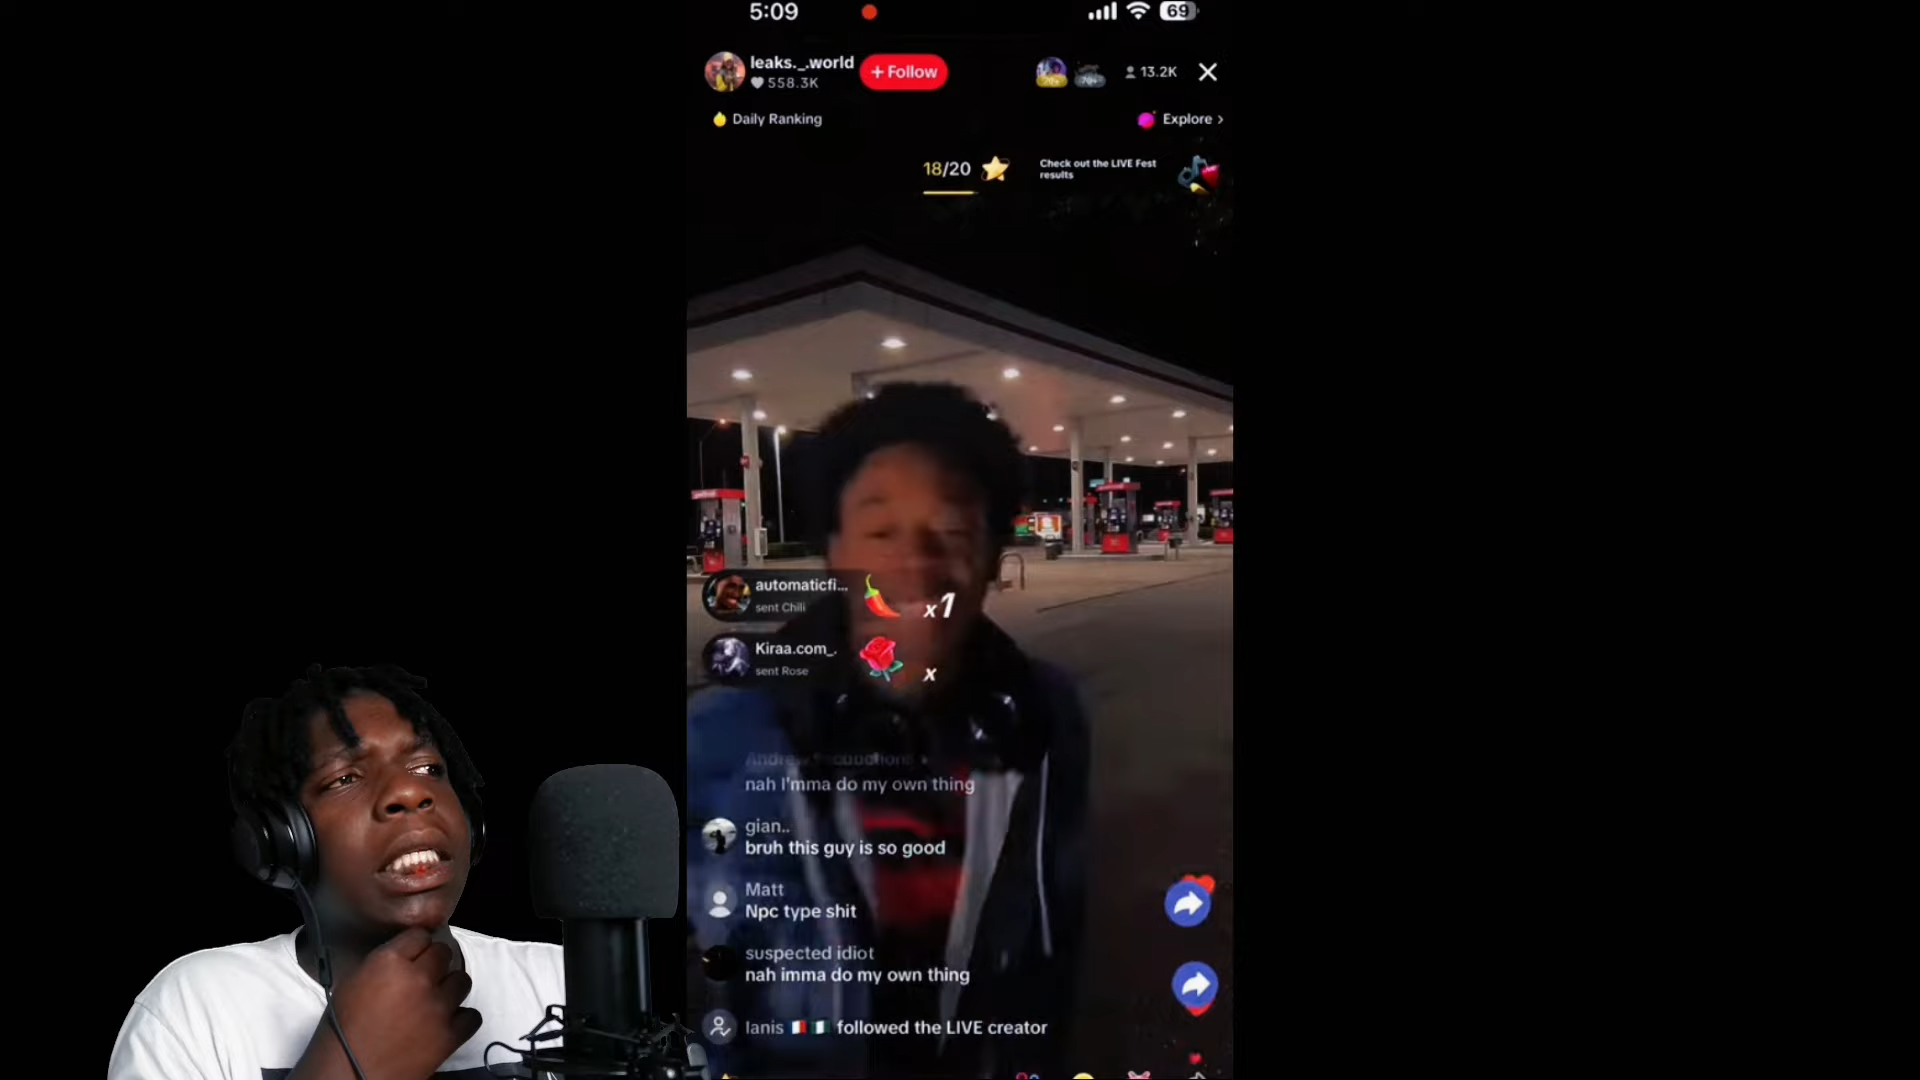 5:09
69
leaks._.world
+ Follow
558.3K
13.2K
Daily Ranking
Explore >
18/20
Check out the LIVE Fest
results
automaticfi...
sent Chili
x1
Kiraa.com_.
sent Rose
x
nah I'mma do my own thing
gian..
bruh this guy is so good
Matt
Npc type shit
suspected idiot
nah imma do my own thing
Ianis 🇫🇷 🇳🇬 followed the LIVE creator